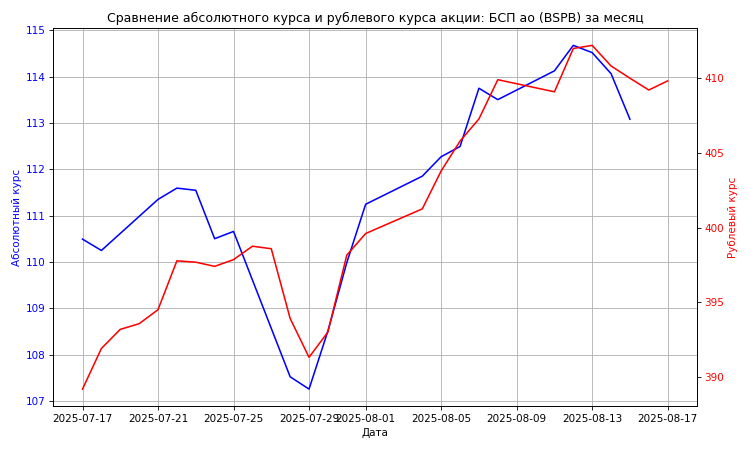 Сравнение абсолютного курса и рублевого курса акции: БСП ао (BSPB) за месяц
115
114
113
112
111
110
109
108
107
Абсолютный курс
410
405
400
395
390
Рублевый курс
2025-07-17 2025-07-21 2025-07-25 2025-07-29 2025-08-01 2025-08-05 2025-08-09 2025-08-13 2025-08-17
Дата